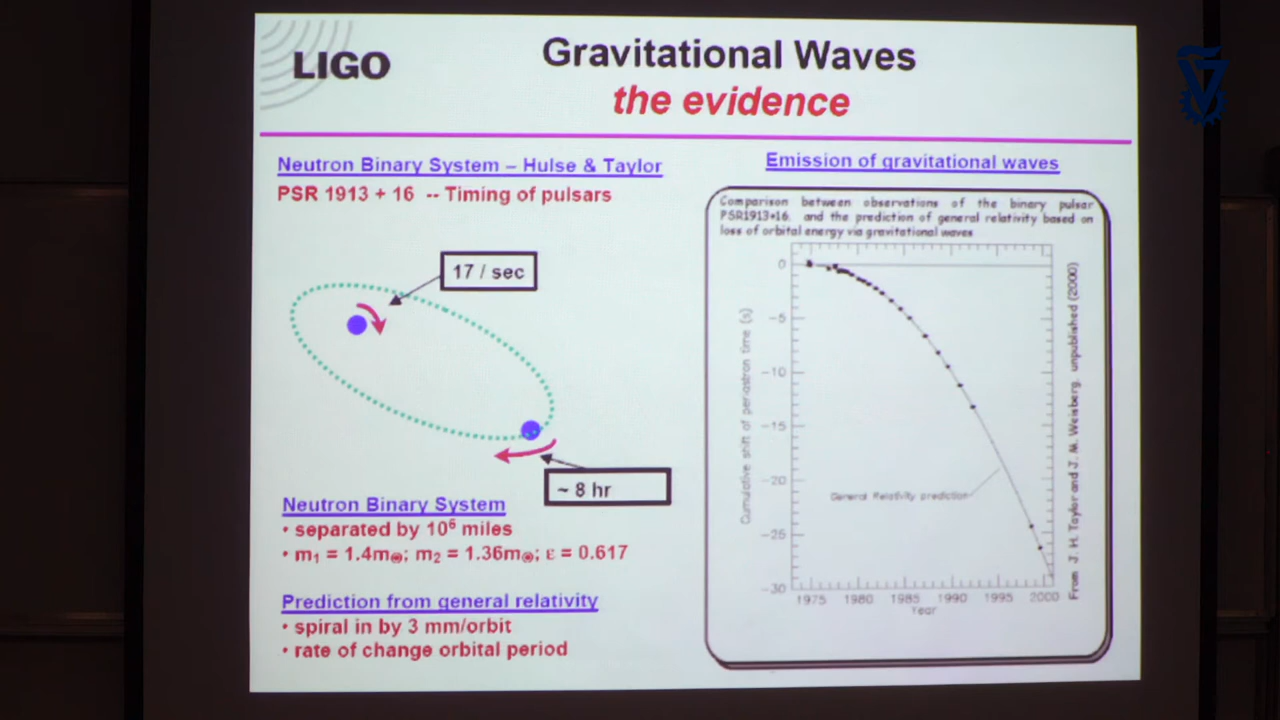 LIGO
Gravitational Waves
the evidence
Neutron Binary System – Hulse & Taylor
PSR 1913 + 16 -- Timing of pulsars
17 / sec
~ 8 hr
Neutron Binary System
• separated by 10⁶ miles
• m₁ = 1.4m⊙; m₂ = 1.36m⊙; ε = 0.617
Prediction from general relativity
• spiral in by 3 mm/orbit
• rate of change orbital period
Emission of gravitational waves
Comparison between observations of the binary pulsar
PSR1913+16, and the prediction of general relativity based on
loss of orbital energy via gravitational waves
Cumulative shift of periastron time (s)
0
-5
-10
-15
-20
-25
-30
General Relativity prediction
1975 1980 1985 1990 1995 2000
Year
From J. H. Taylor and J. M. Weisberg, unpublished (2000)